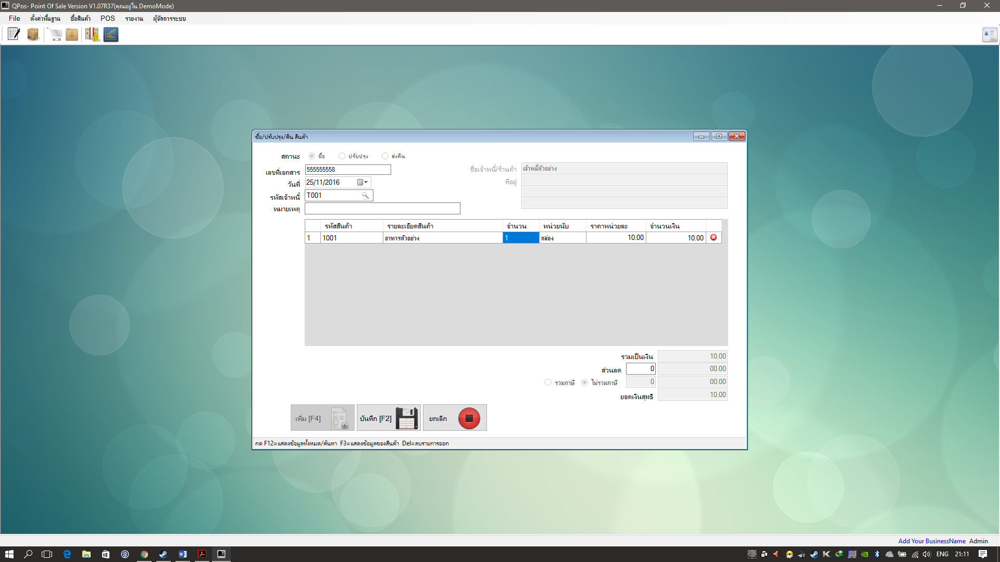 QPos- Point Of Sale Version V1.07R37(คุณอยู่ใน DemoMode)
File ตั้งค่าพื้นฐาน ซื้อสินค้า POS รายงาน ผู้จัดการระบบ
ซื้อ/ปรับปรุง/คืน สินค้า
สถานะ ซื้อ ปรับปรุง ส่งคืน
เลขที่เอกสาร 555555558 ชื่อเจ้าหนี้/ร้านค้า เจ้าหนี้ตัวอย่าง
วันที่ 25/11/2016 ที่อยู่
รหัสเจ้าหนี้ T001
หมายเหตุ
รหัสสินค้า รายละเอียดสินค้า จำนวน หน่วยนับ ราคาหน่วยละ จำนวนเงิน
1 1001 อาหารตัวอย่าง 1 กล่อง 10.00 10.00
รวมเป็นเงิน 10.00
ส่วนลด 0 00.00
รวมภาษี ไม่รวมภาษี 0 00.00
ยอดเงินสุทธิ 10.00
เพิ่ม [F4] บันทึก [F2] ยกเลิก
กด F12=แสดงข้อมูลทั้งหมด/ค้นหา F3=แสดงข้อมูลของสินค้า Del=ลบรายการออก
Add Your BusinessName Admin
ENG 21:11